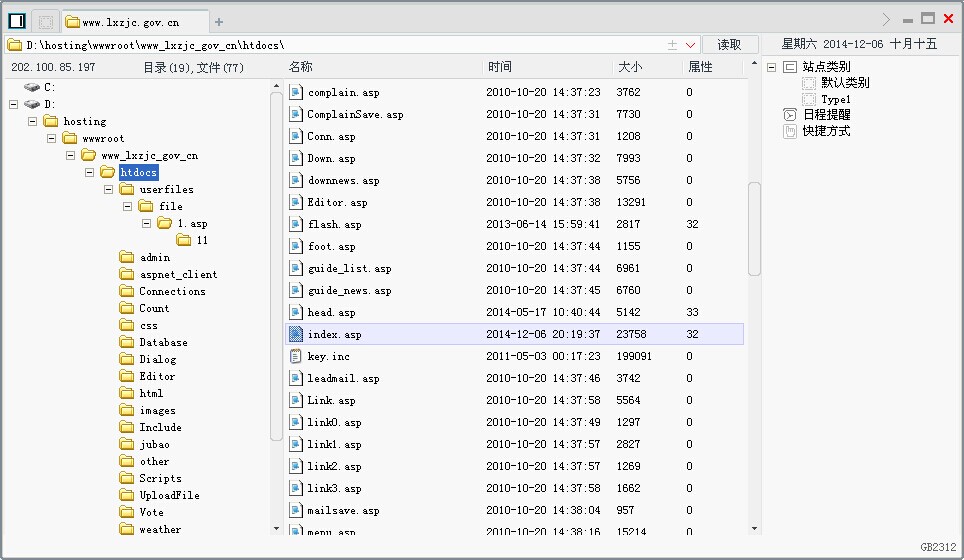 www.lxzjc.gov.cn
D:\hosting\wwwroot\www_lxzjc_gov_cn\htdocs\
读取
星期六 2014-12-06 十月十五
202.100.85.197 目录(19),文件(77)
C:
D:
hosting
wwwroot
www_lxzjc_gov_cn
htdocs
userfiles
file
1.asp
11
admin
aspnet_client
Connections
Count
css
Database
Dialog
Editor
html
images
Include
jubao
other
Scripts
UploadFile
Vote
weather
名称 时间 大小 属性
complain.asp 2010-10-20 14:37:23 3762 0
ComplainSave.asp 2010-10-20 14:37:31 7730 0
Conn.asp 2010-10-20 14:37:31 1208 0
Down.asp 2010-10-20 14:37:32 7993 0
downnews.asp 2010-10-20 14:37:38 5756 0
Editor.asp 2010-10-20 14:37:38 13291 0
flash.asp 2013-06-14 15:59:41 2817 32
foot.asp 2010-10-20 14:37:44 1155 0
guide_list.asp 2010-10-20 14:37:44 6961 0
guide_news.asp 2010-10-20 14:37:45 6760 0
head.asp 2014-05-17 10:40:44 5142 33
index.asp 2014-12-06 20:19:37 23758 32
key.inc 2011-05-03 00:17:23 199091 0
leadmail.asp 2010-10-20 14:37:46 3742 0
Link.asp 2010-10-20 14:37:58 5564 0
link0.asp 2010-10-20 14:37:49 1297 0
link1.asp 2010-10-20 14:37:57 2827 0
link2.asp 2010-10-20 14:37:57 1269 0
link3.asp 2010-10-20 14:37:58 1662 0
mailsave.asp 2010-10-20 14:38:04 957 0
menu.asp 2010-10-20 14:38:16 15214 0
站点类别
默认类别
Type1
日程提醒
快捷方式
GB2312